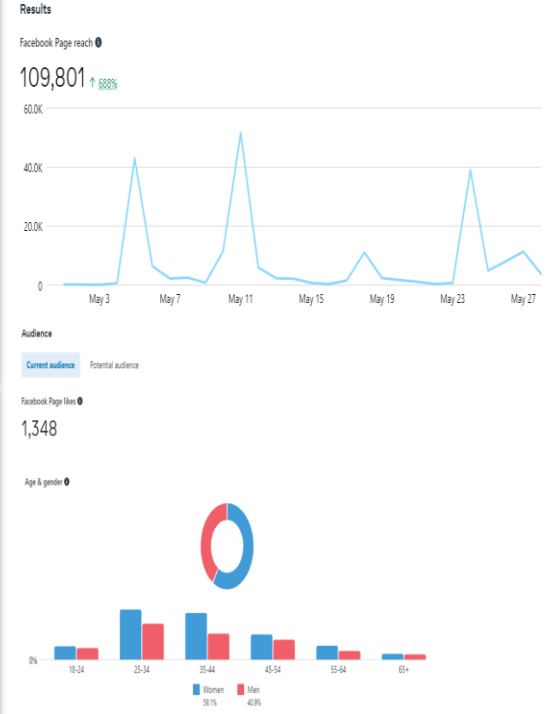 Results
Facebook Page reach
109,801 ↑ 688%
60.0K
40.0K
20.0K
0
May 3 May 7 May 11 May 15 May 19 May 23 May 27
Audience
Current audience Potential audience
Facebook Page likes
1,348
Age & gender
0%
18-24 25-34 35-44 45-54 55-64 65+
Women Men
59.1% 40.9%